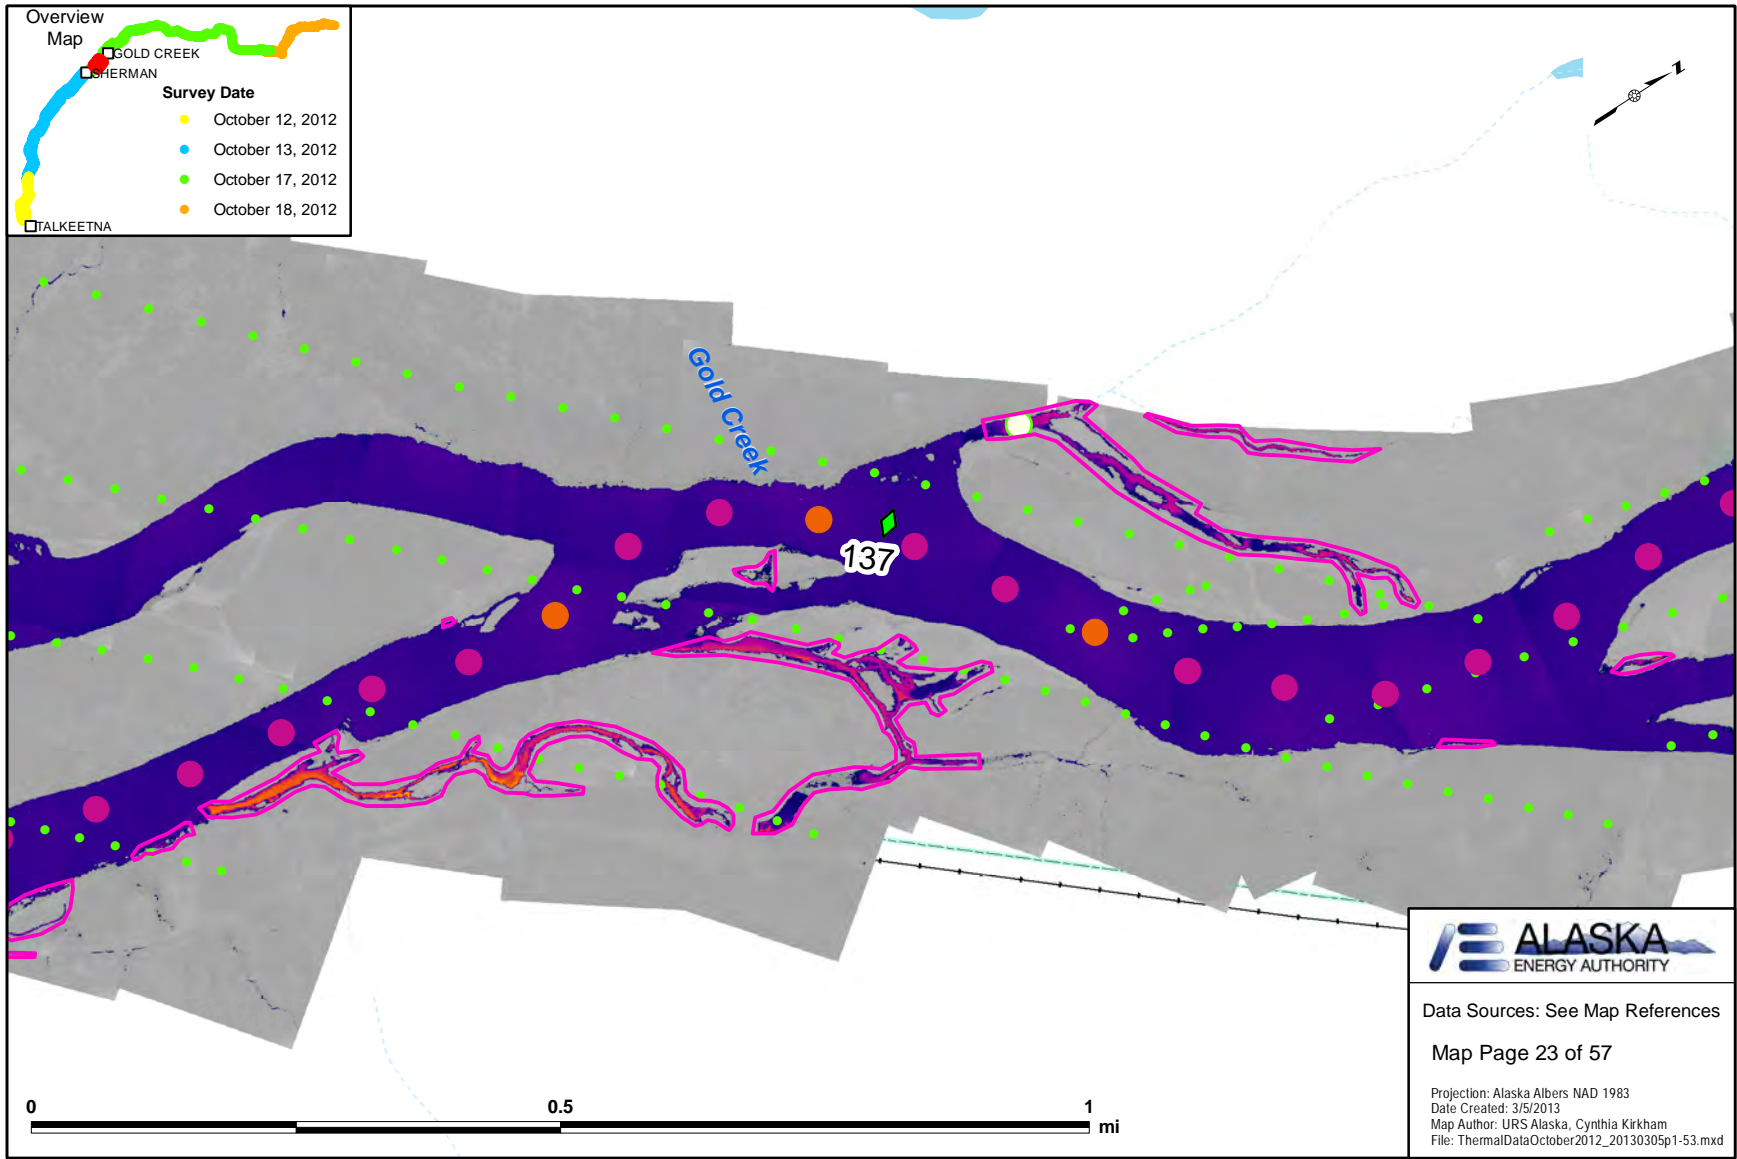 Overview
Map
GOLD CREEK
SHERMAN
Survey Date
October 12, 2012
October 13, 2012
October 17, 2012
October 18, 2012
TALKEETNA
N
Gold Creek
137
ALASKA
ENERGY AUTHORITY
Data Sources: See Map References
Map Page 23 of 57
Projection: Alaska Albers NAD 1983
Date Created: 3/5/2013
Map Author: URS Alaska, Cynthia Kirkham
File: ThermalDataOctober2012_20130305p1-53.mxd
0 0.5 1
mi